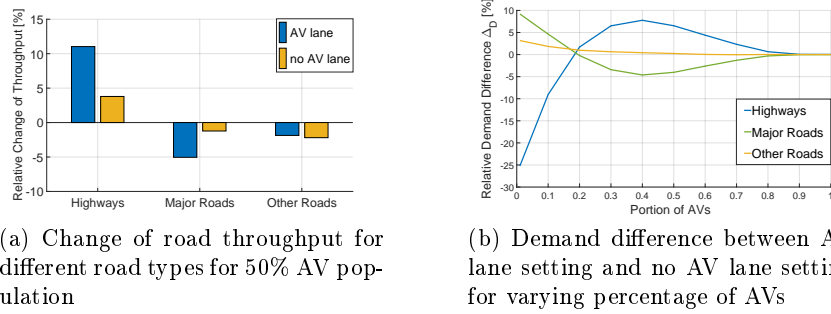 Relative Change of Throughput [%]
15
10
5
0
-5
-10
AV lane
no AV lane
Highways Major Roads Other Roads
(a) Change of road throughput for
different road types for 50% AV pop-
ulation
Relative Demand Difference Δ_D [%]
10
5
0
-5
-10
-15
-20
-25
-30
Highways
Major Roads
Other Roads
0 0.1 0.2 0.3 0.4 0.5 0.6 0.7 0.8 0.9 1
Portion of AVs
(b) Demand difference between A
lane setting and no AV lane setti
for varying percentage of AVs